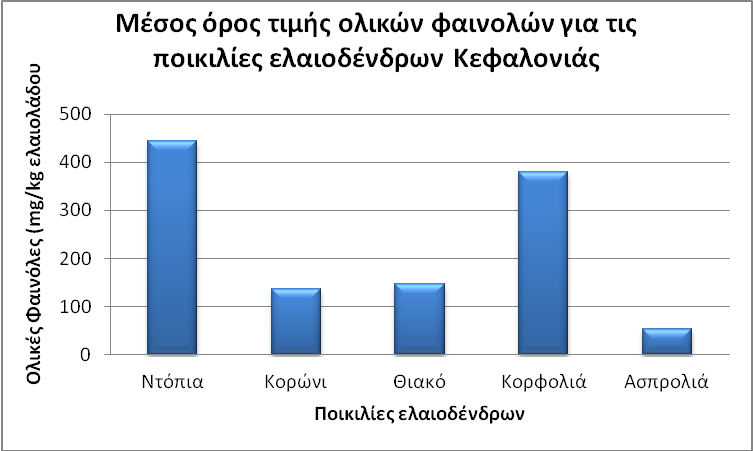 Μέσος όρος τιμής ολικών φαινολών για τις
ποικιλίες ελαιοδένδρων Κεφαλονιάς
Ολικές Φαινόλες (mg/kg ελαιολάδου
500
400
300
200
100
0
Ντόπια Κορώνι Θιακό Κορφολιά Ασπρολιά
Ποικιλίες ελαιοδένδρων